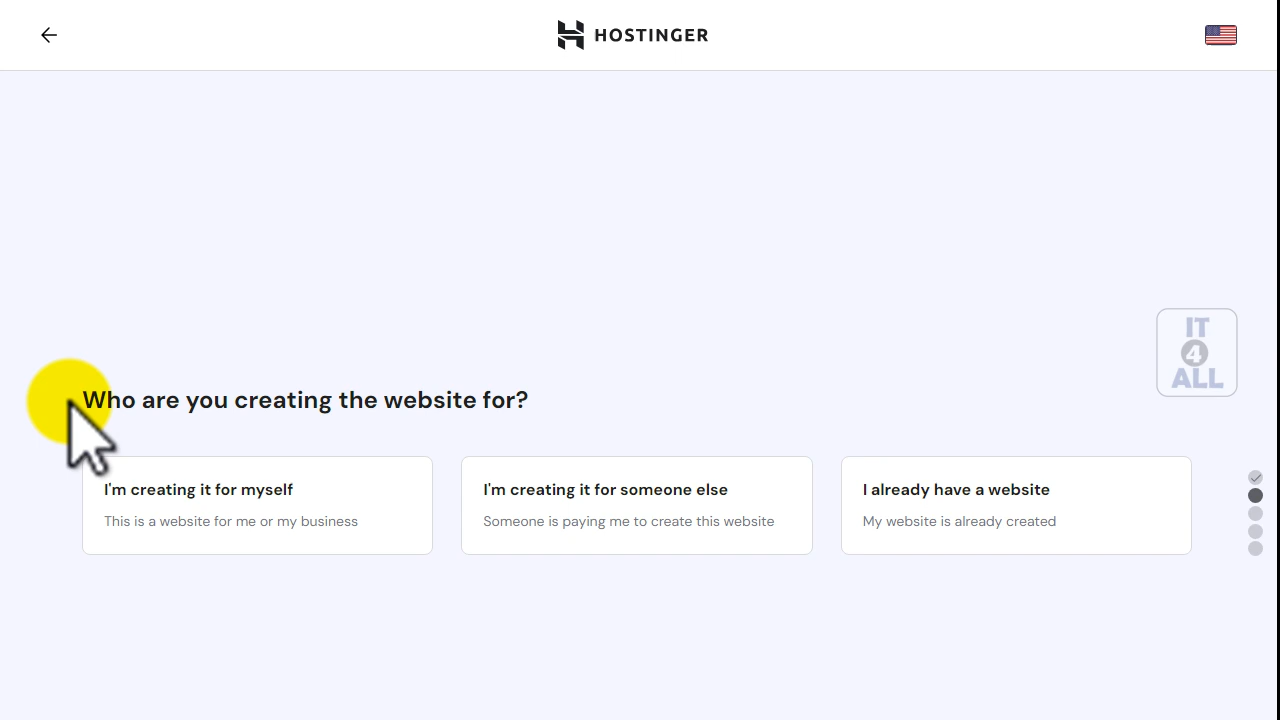 HOSTINGER
IT
4
ALL
Who are you creating the website for?
I'm creating it for myself
This is a website for me or my business
I'm creating it for someone else
Someone is paying me to create this website
I already have a website
My website is already created